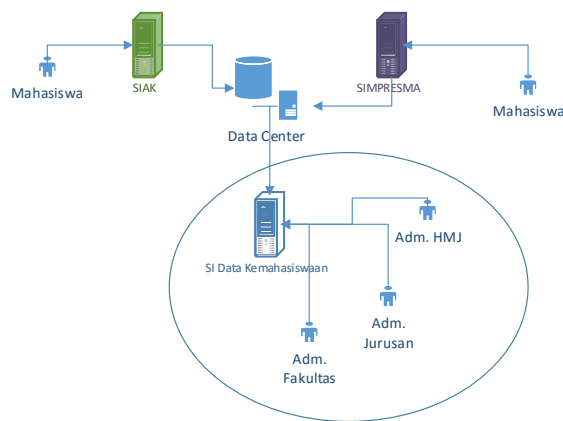 SIAK
SIMPRESMA
Mahasiswa
Mahasiswa
Data Center
Adm. HMJ
SI Data Kemahasiswaan
Adm.
Jurusan
Adm.
Fakultas